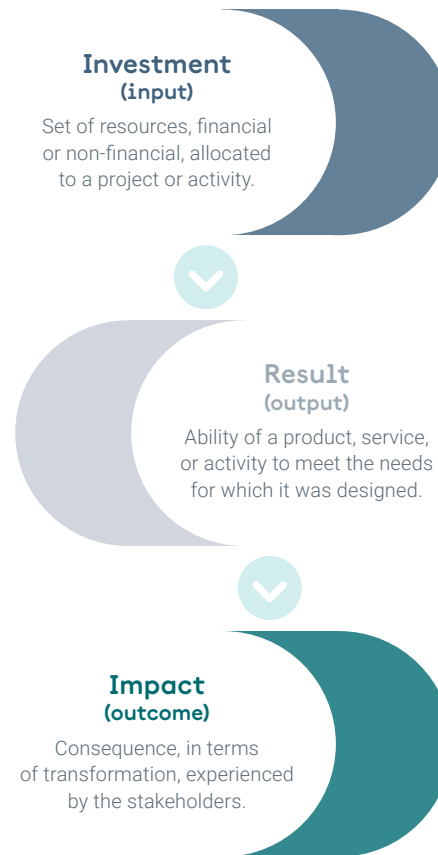 Investment
(input)
Set of resources, financial
or non-financial, allocated
to a project or activity.
Result
(output)
Ability of a product, service,
or activity to meet the needs
for which it was designed.
Impact
(outcome)
Consequence, in terms
of transformation, experienced
by the stakeholders.